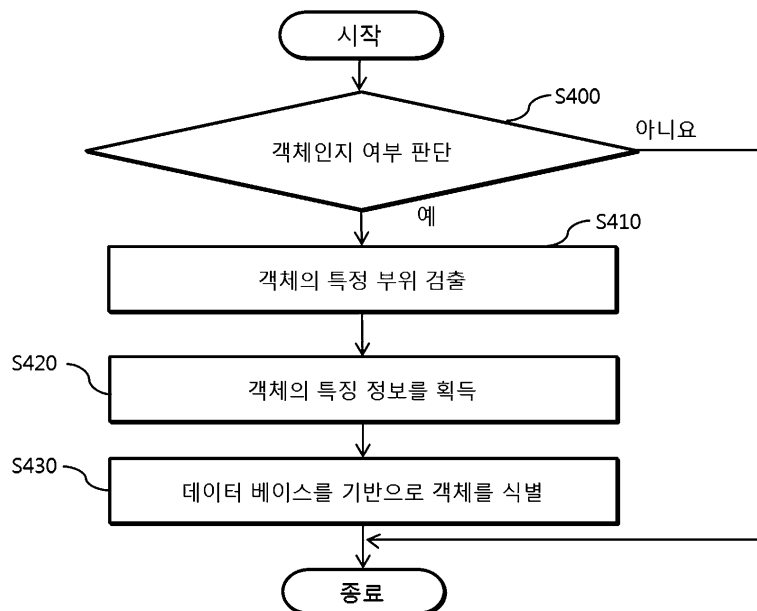 시작
S400
객체인지 여부 판단
아니요
예
S410
객체의 특정 부위 검출
S420
객체의 특징 정보를 획득
S430
데이터 베이스를 기반으로 객체를 식별
종료